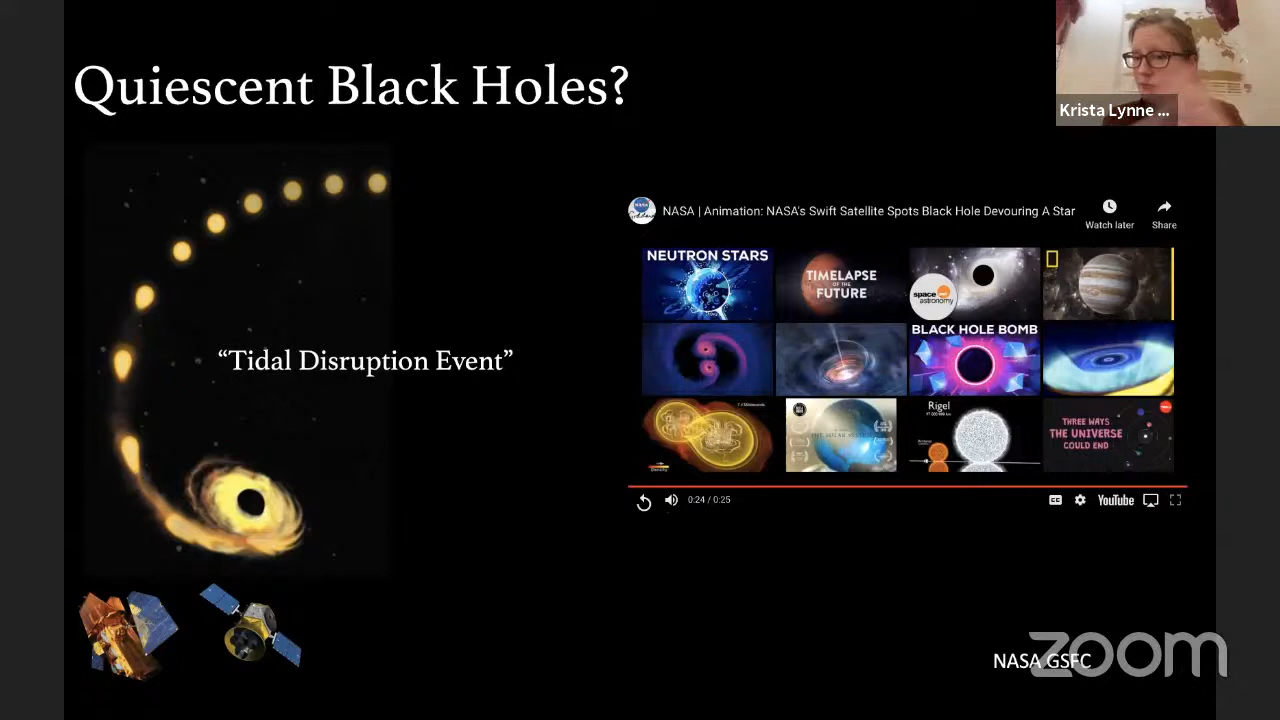 Quiescent Black Holes?
Krista Lynne ...
NASA | Animation: NASA's Swift Satellite Spots Black Hole Devouring A Star
Watch later
Share
NEUTRON STARS
TIMELAPSE
OF THE
FUTURE
space
astronomy
"Tidal Disruption Event"
BLACK HOLE BOMB
Rigel
THREE WAYS
THE UNIVERSE
COULD END
0:24 / 0:25
CC
YouTube
NASA GSFC
zoom